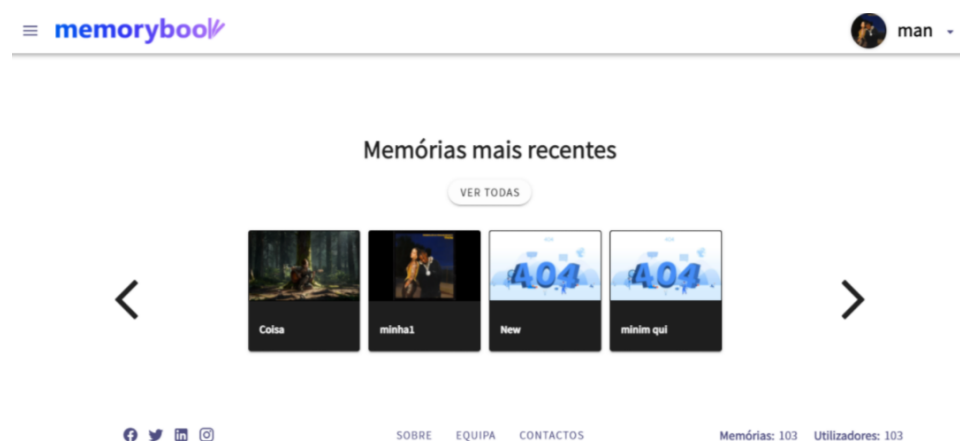 memorybook
man
Memórias mais recentes
VER TODAS
404
404
Coisa
minha1
New
minim qui
SOBRE EQUIPA CONTACTOS
Memórias: 103 Utilizadores: 103